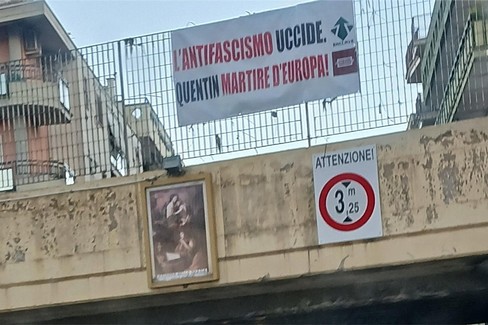 L'ANTIFASCISMO UCCIDE.
QUENTIN MARTIRE D'EUROPA!
ATTENZIONE!
3 m
,25